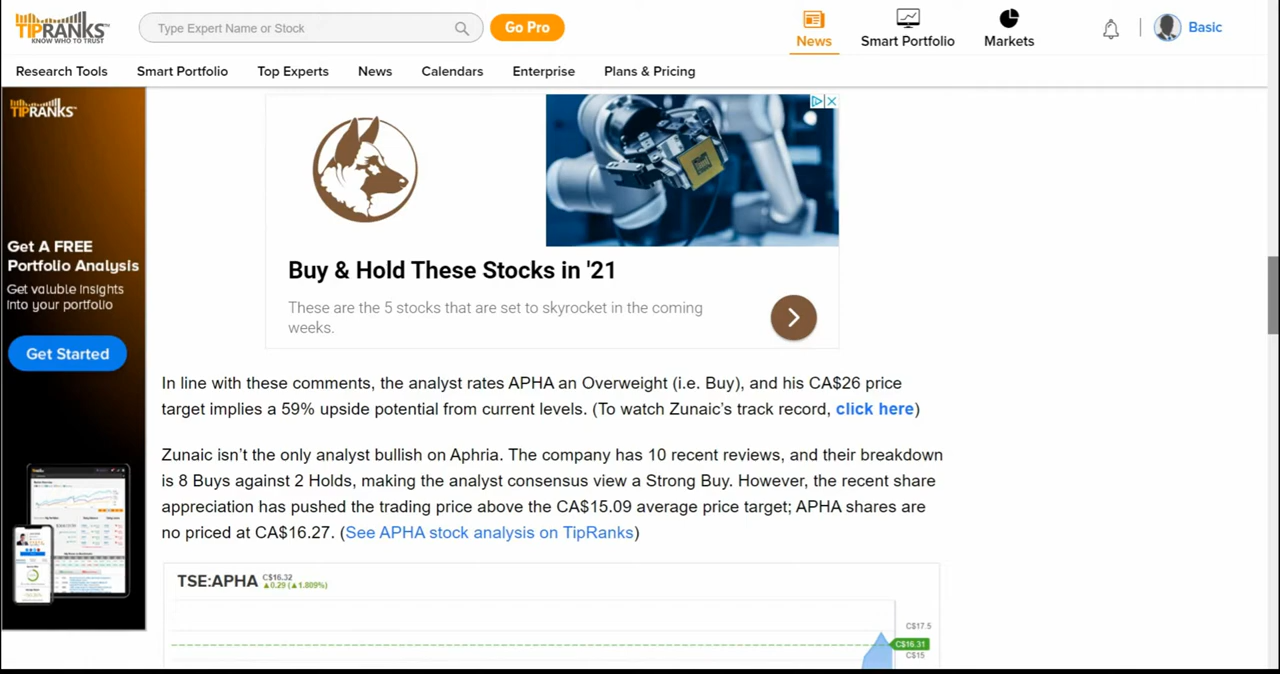 TIPRANKS
KNOW WHO TO TRUST
Type Expert Name or Stock
Go Pro
News
Smart Portfolio
Markets
Basic
Research Tools
Smart Portfolio
Top Experts
News
Calendars
Enterprise
Plans & Pricing
TIPRANKS
Get A FREE
Portfolio Analysis
Get valuable insights
into your portfolio
Get Started
Buy & Hold These Stocks in '21
These are the 5 stocks that are set to skyrocket in the coming
weeks.
In line with these comments, the analyst rates APHA an Overweight (i.e. Buy), and his CA$26 price
target implies a 59% upside potential from current levels. (To watch Zunaic’s track record, click here)
Zunaic isn’t the only analyst bullish on Aphria. The company has 10 recent reviews, and their breakdown
is 8 Buys against 2 Holds, making the analyst consensus view a Strong Buy. However, the recent share
appreciation has pushed the trading price above the CA$15.09 average price target; APHA shares are
no priced at CA$16.27. (See APHA stock analysis on TipRanks)
TSE:APHA C$16.32
▲0.29 (▲1.809%)
C$17.5
C$16.31
C$15